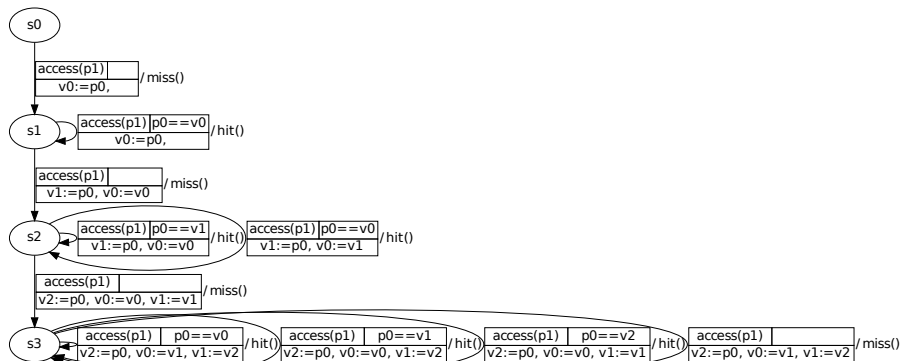 s0
access(p1)
v0:=p0,
/ miss()
s1
access(p1) p0==v0
v0:=p0,
/ hit()
access(p1)
v1:=p0, v0:=v0
/ miss()
s2
access(p1) p0==v1
v1:=p0, v0:=v0
/ hit()
access(p1) p0==v0
v1:=p0, v0:=v1
/ hit()
access(p1)
v2:=p0, v0:=v0, v1:=v1
/ miss()
s3
access(p1) p0==v0
v2:=p0, v0:=v1, v1:=v2
/ hit()
access(p1) p0==v1
v2:=p0, v0:=v0, v1:=v2
/ hit()
access(p1) p0==v2
v2:=p0, v0:=v0, v1:=v1
/ hit()
access(p1)
v2:=p0, v0:=v1, v1:=v2
/ miss()